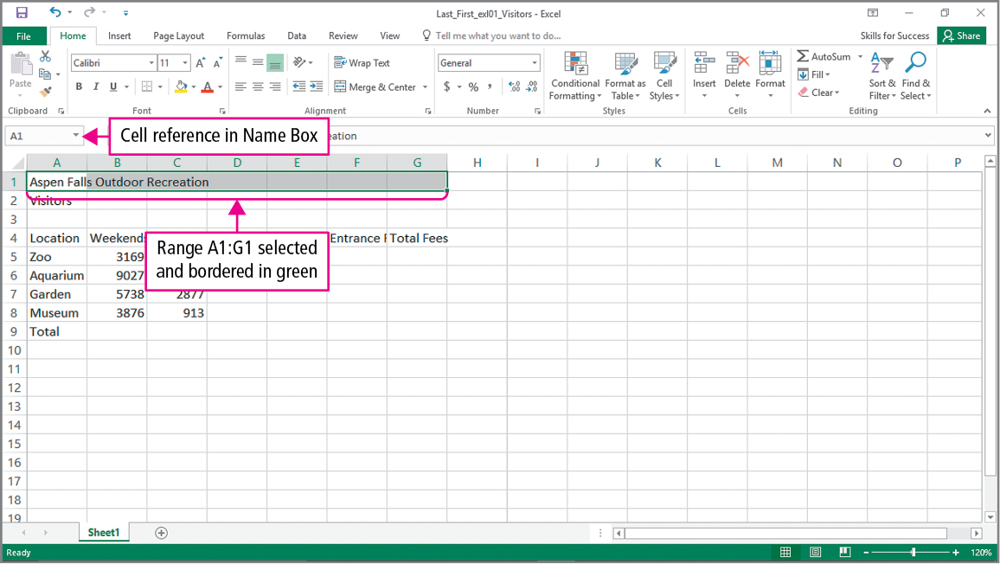 Last_First_exl01_Visitors - Excel
File Home Insert Page Layout Formulas Data Review View Tell me what you want to do... Skills for Success Share
Calibri 11 Wrap Text General AutoSum
Paste Conditional Format as Cell Insert Delete Format Fill Sort & Find &
B I U Merge & Center $ % , Formatting Table Styles Clear Filter Select
Clipboard Font Alignment Number Styles Cells Editing
A1 Cell reference in Name Box eation
A B C D E F G H I J K L M N O P
1 Aspen Falls Outdoor Recreation
2 Visitors
3
4 Location Weekends Entrance F Total Fees
Range A1:G1 selected
and bordered in green
5 Zoo 3169
6 Aquarium 9027
7 Garden 5738 2877
8 Museum 3876 913
9 Total
10
11
12
13
14
15
16
17
18
19
Sheet1
Ready 120%